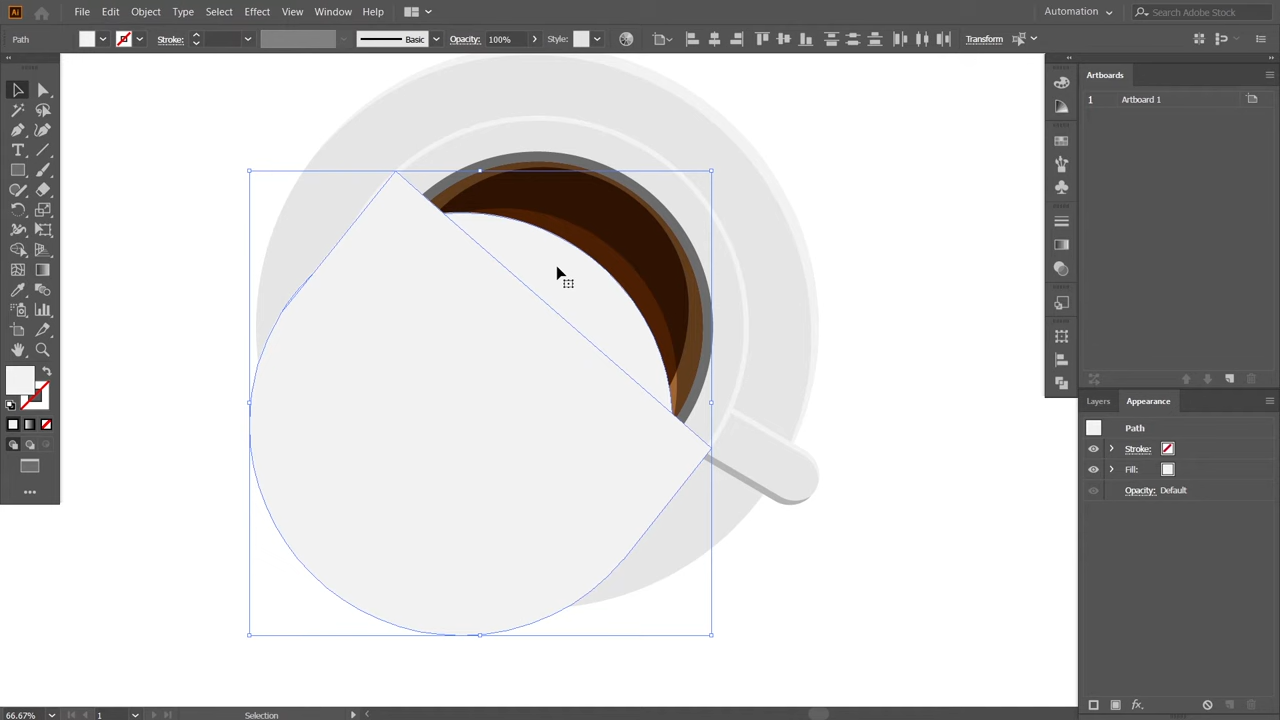 Ai File Edit Object Type Select Effect View Window Help Automation Search Adobe Stock
Path Stroke: Basic Opacity: 100% Style: Transform
Artboards
1 Artboard 1
Layers Appearance
Path
Stroke:
Fill:
Opacity: Default
fx.
66.67% 1 Selection